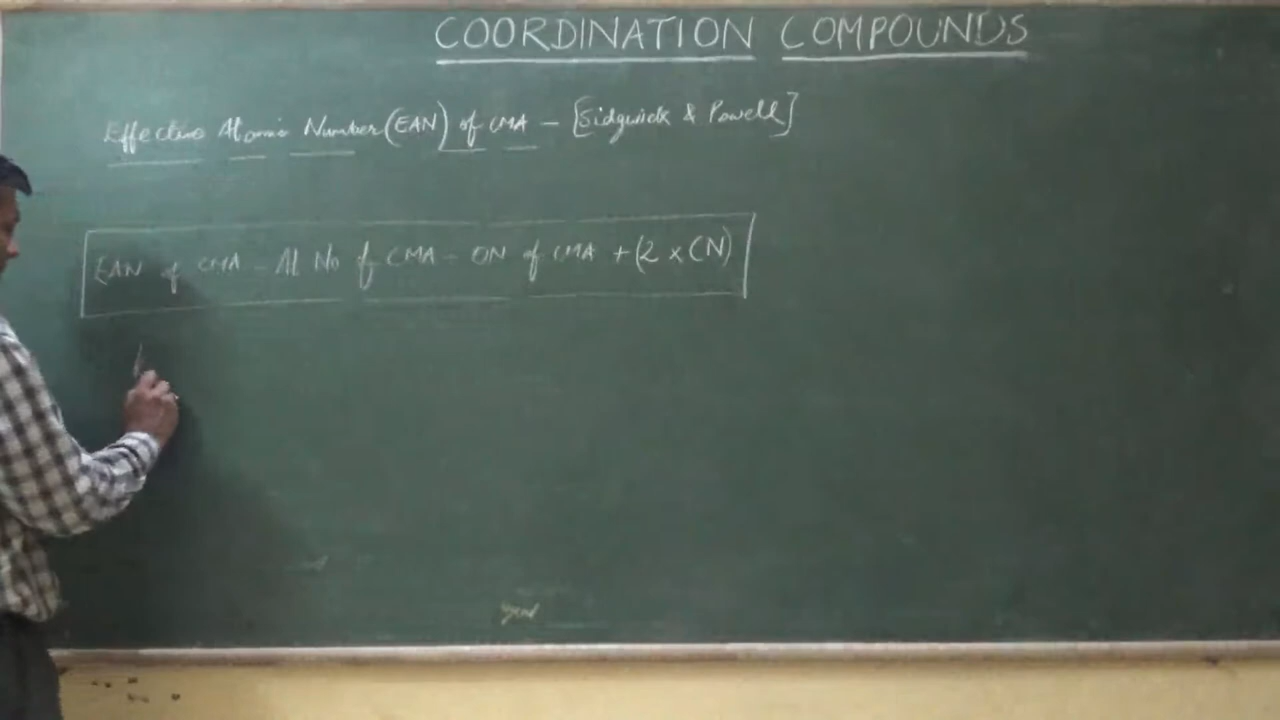 COORDINATION COMPOUNDS
Effective Atomic Number (EAN) of CMA - [Sidgwick & Powell]
EAN of CMA = At No of CMA - ON of CMA + (2 x CN)